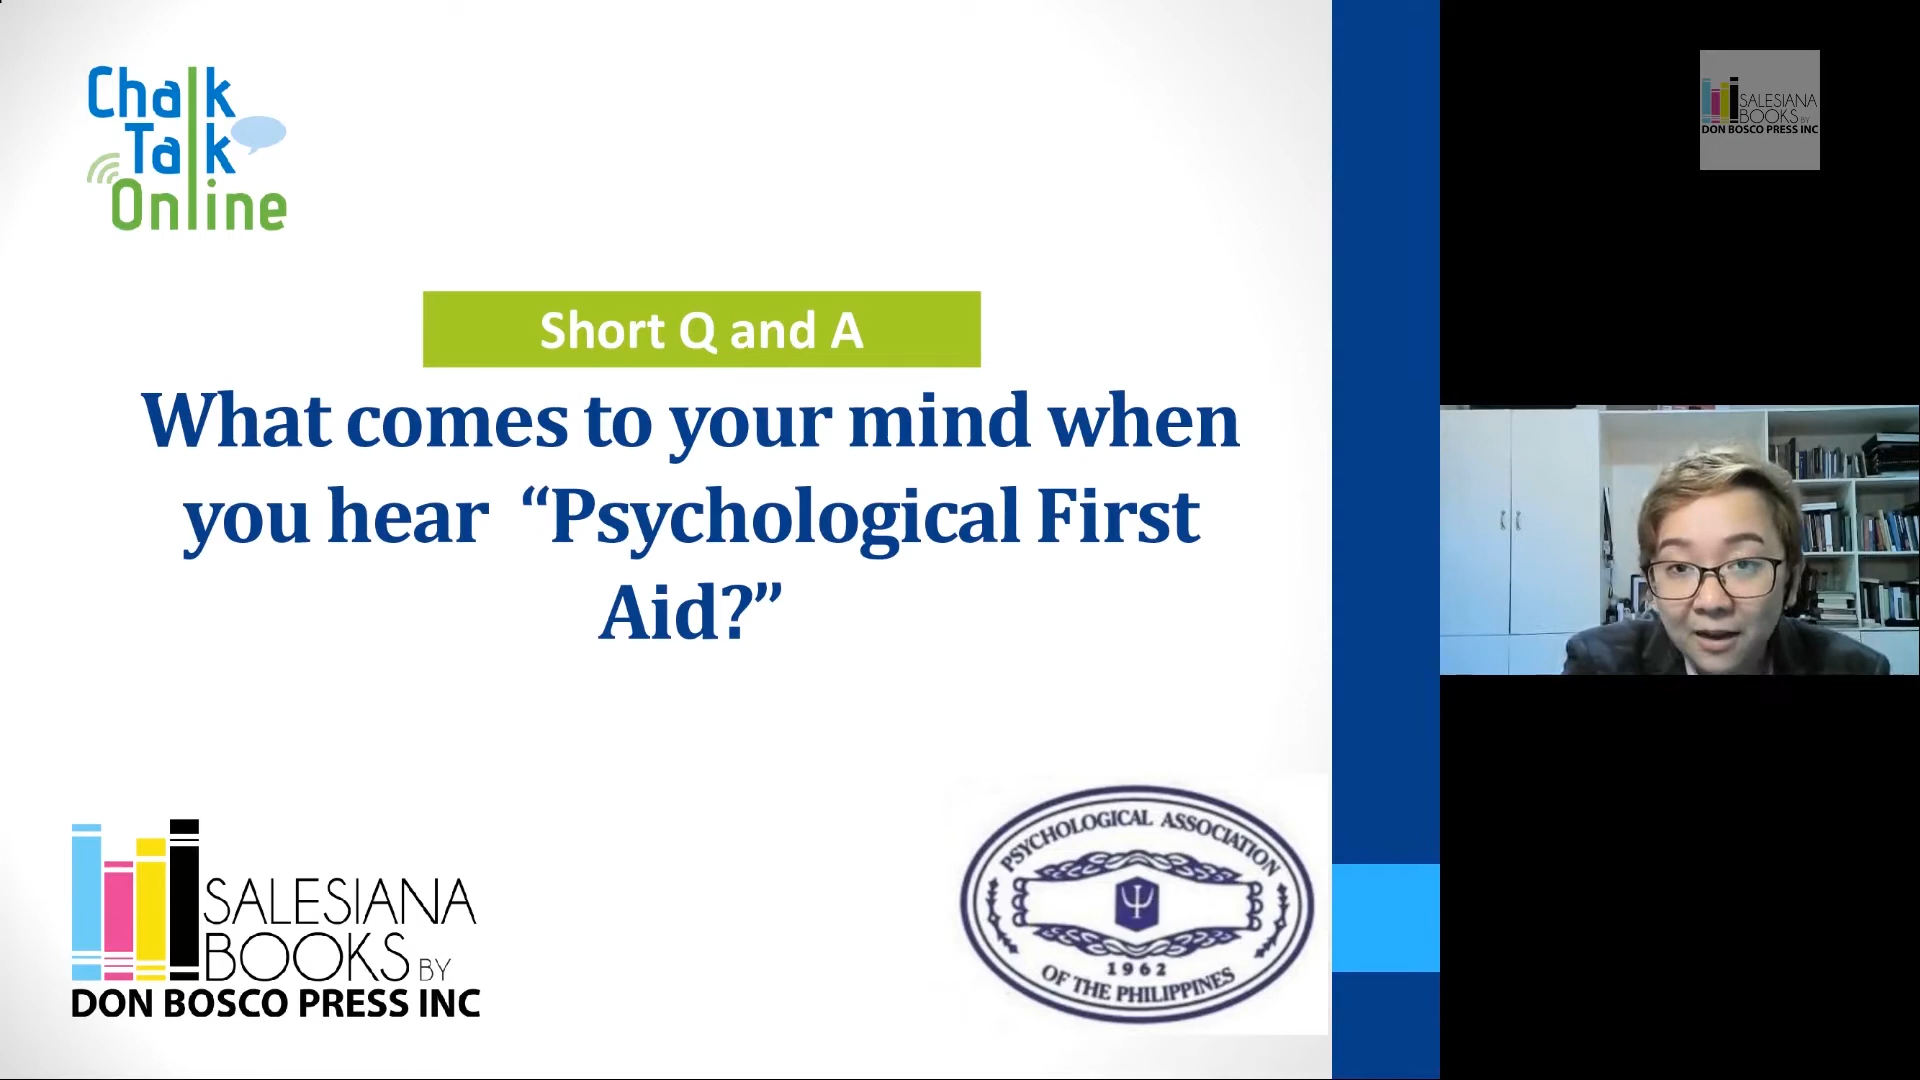 Chalk
Talk
Online
Short Q and A
What comes to your mind when
you hear “Psychological First
Aid?”
SALESIANA
BOOKS BY
DON BOSCO PRESS INC
PSYCHOLOGICAL ASSOCIATION
1962
OF THE PHILIPPINES
SALESIANA
BOOKS BY
DON BOSCO PRESS INC